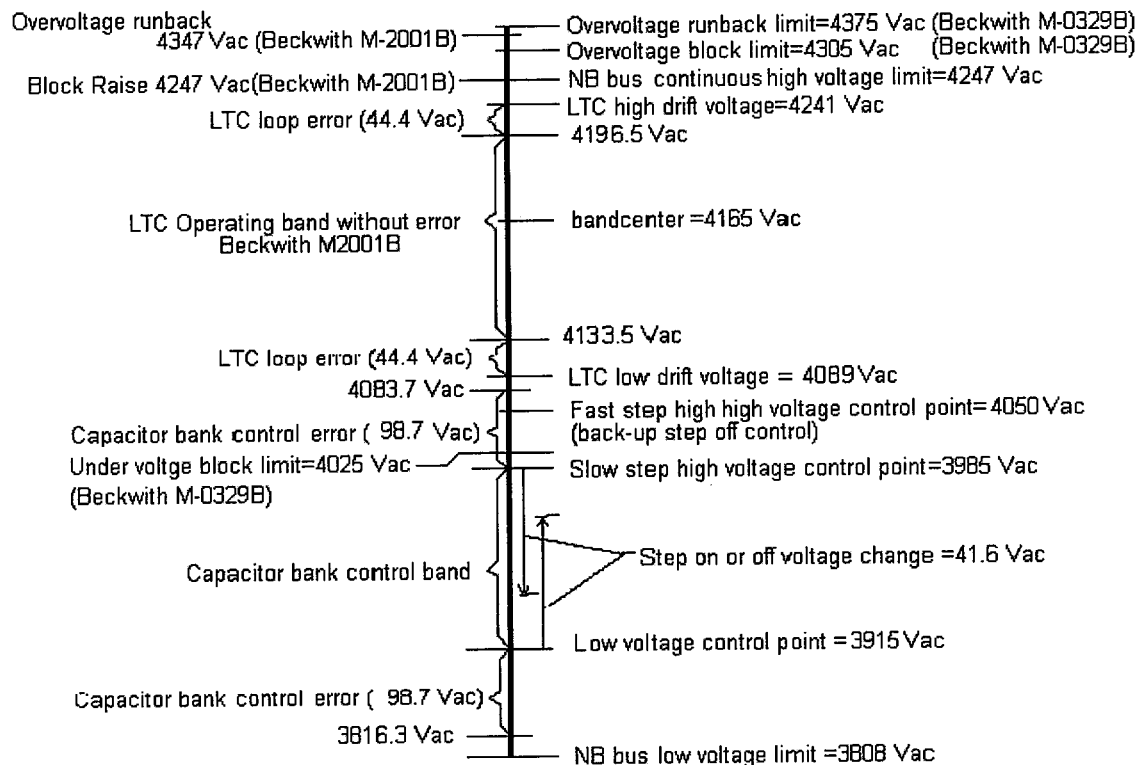 Overvoltage runback
4347 Vac (Beckwith M-2001B)
Overvoltage runback limit=4375 Vac (Beckwith M-0329B)
Overvoltage block limit=4305 Vac (Beckwith M-0329B)
Block Raise 4247 Vac(Beckwith M-2001B)
NB bus continuous high voltage limit=4247 Vac
LTC high drift voltage=4241 Vac
LTC loop error (44.4 Vac)
4196.5 Vac
LTC Operating band without error
Beckwith M2001B
bandcenter =4165 Vac
4133.5 Vac
LTC loop error (44.4 Vac)
LTC low drift voltage = 4089 Vac
4083.7 Vac
Fast step high high voltage control point=4050 Vac
(back-up step off control)
Capacitor bank control error ( 98.7 Vac)
Under voltge block limit=4025 Vac
(Beckwith M-0329B)
Slow step high voltage control point=3985 Vac
Step on or off voltage change =41.6 Vac
Capacitor bank control band
Low voltage control point =3915 Vac
Capacitor bank control error ( 98.7 Vac)
3816.3 Vac
NB bus low voltage limit =3808 Vac